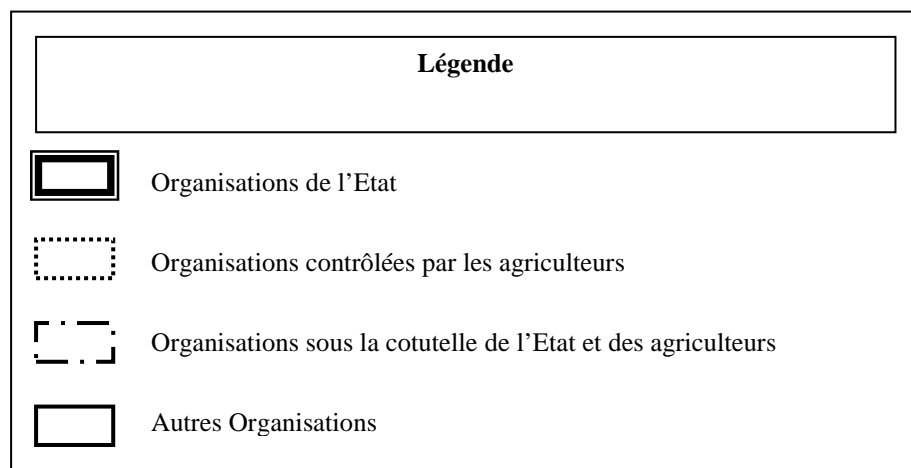 Légende
Organisations de l’Etat
Organisations contrôlées par les agriculteurs
Organisations sous la cotutelle de l’Etat et des agriculteurs
Autres Organisations